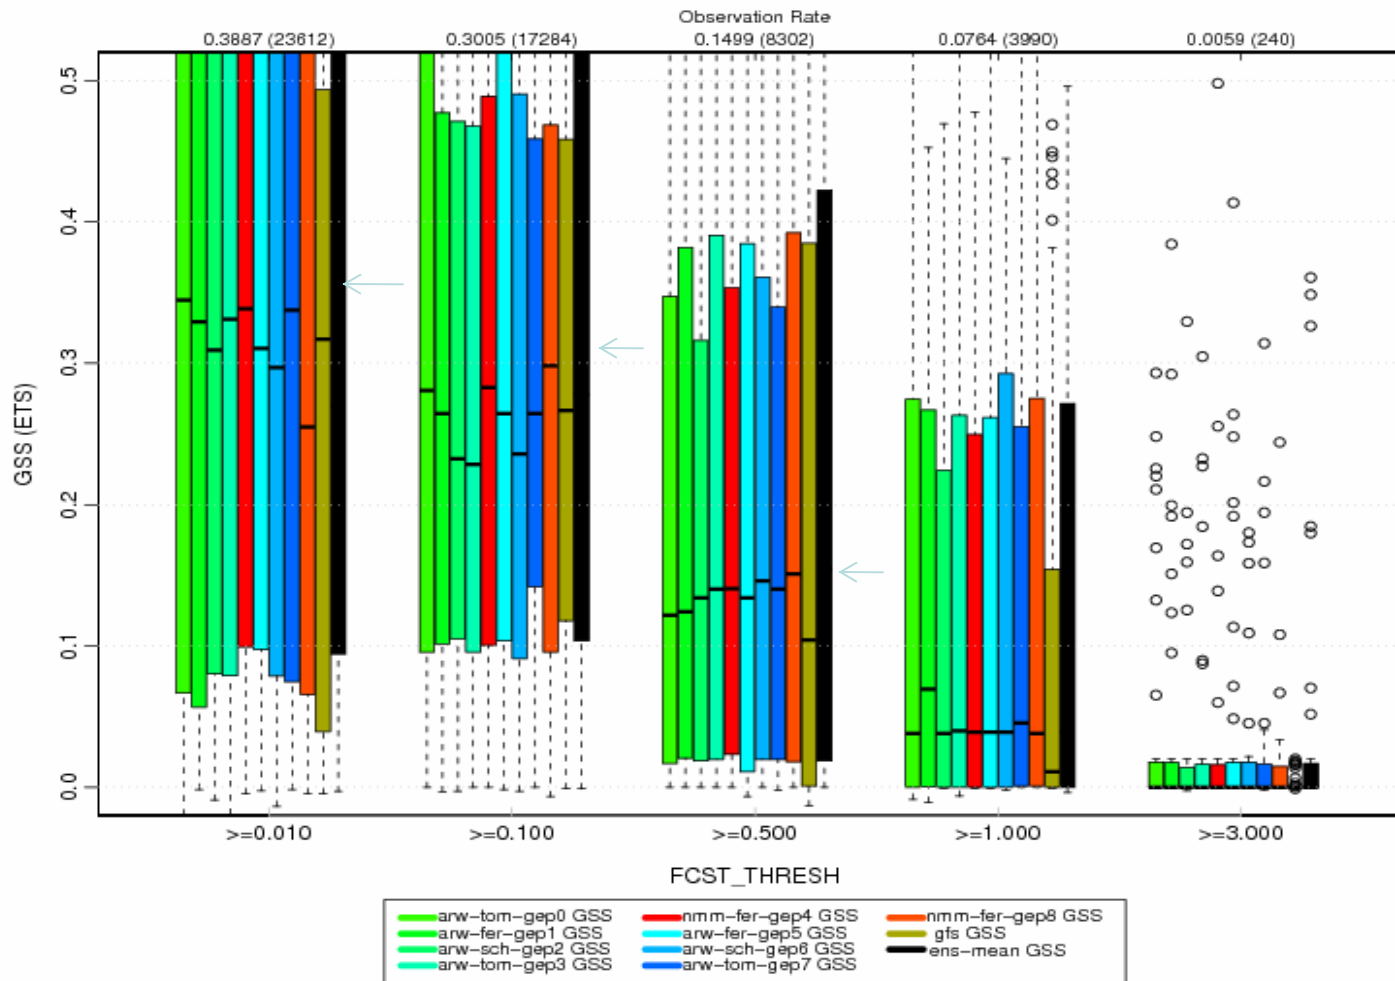 Observation Rate
0.3887 (23612) 0.3005 (17284) 0.1499 (8302) 0.0764 (3990) 0.0059 (240)
GSS (ETS)
0.5
0.4
0.3
0.2
0.1
0.0
>=0.010 >=0.100 >=0.500 >=1.000 >=3.000
FCST_THRESH
arw-tom-gep0 GSS nmm-fer-gep4 GSS nmm-fer-gep8 GSS
arw-fer-gep1 GSS arw-fer-gep5 GSS gfs GSS
arw-sch-gep2 GSS arw-sch-gep6 GSS ens-mean GSS
arw-tom-gep3 GSS arw-tom-gep7 GSS